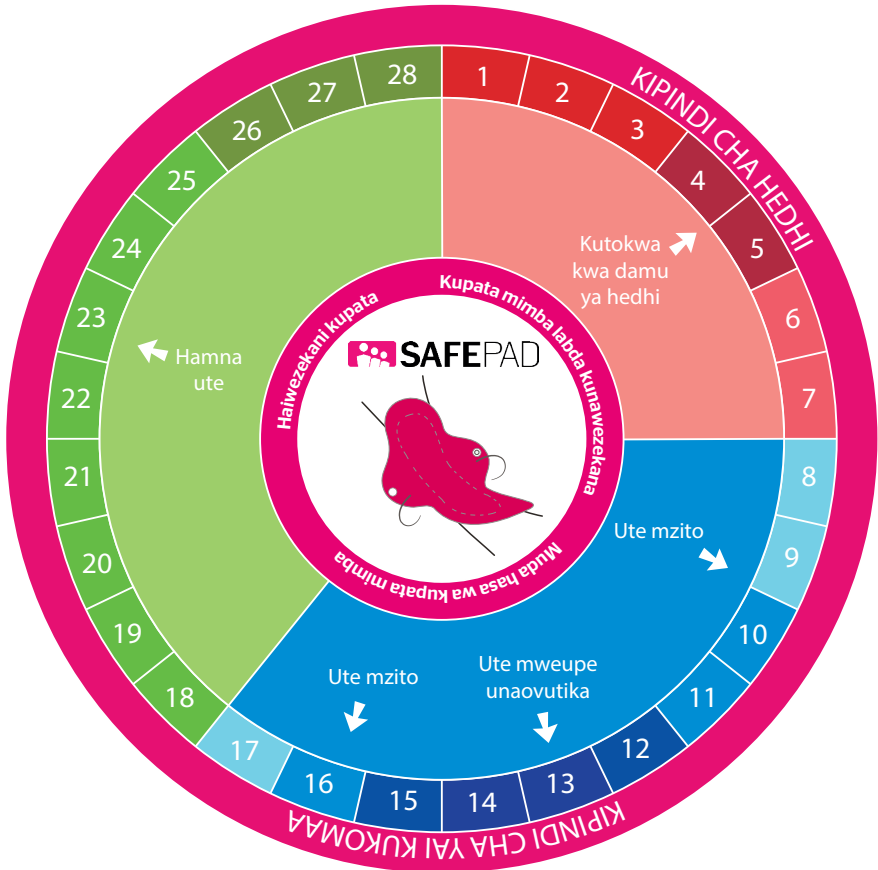 KIPINDI CHA HEDHI
1
2
3
4
5
6
7
8
9
10
11
12
13
14
15
16
17
18
19
20
21
22
23
24
25
26
27
28
Kutokwa
kwa damu
ya hedhi
Ute mzito
Ute mweupe
unaovutika
Ute mzito
Hamna
ute
Kupata mimba labda kunawezekana
Muda hasa wa kupata mimba
Haiwezekani kupata
SAFEPAD
KIPINDI CHA YAI KUKOMAA